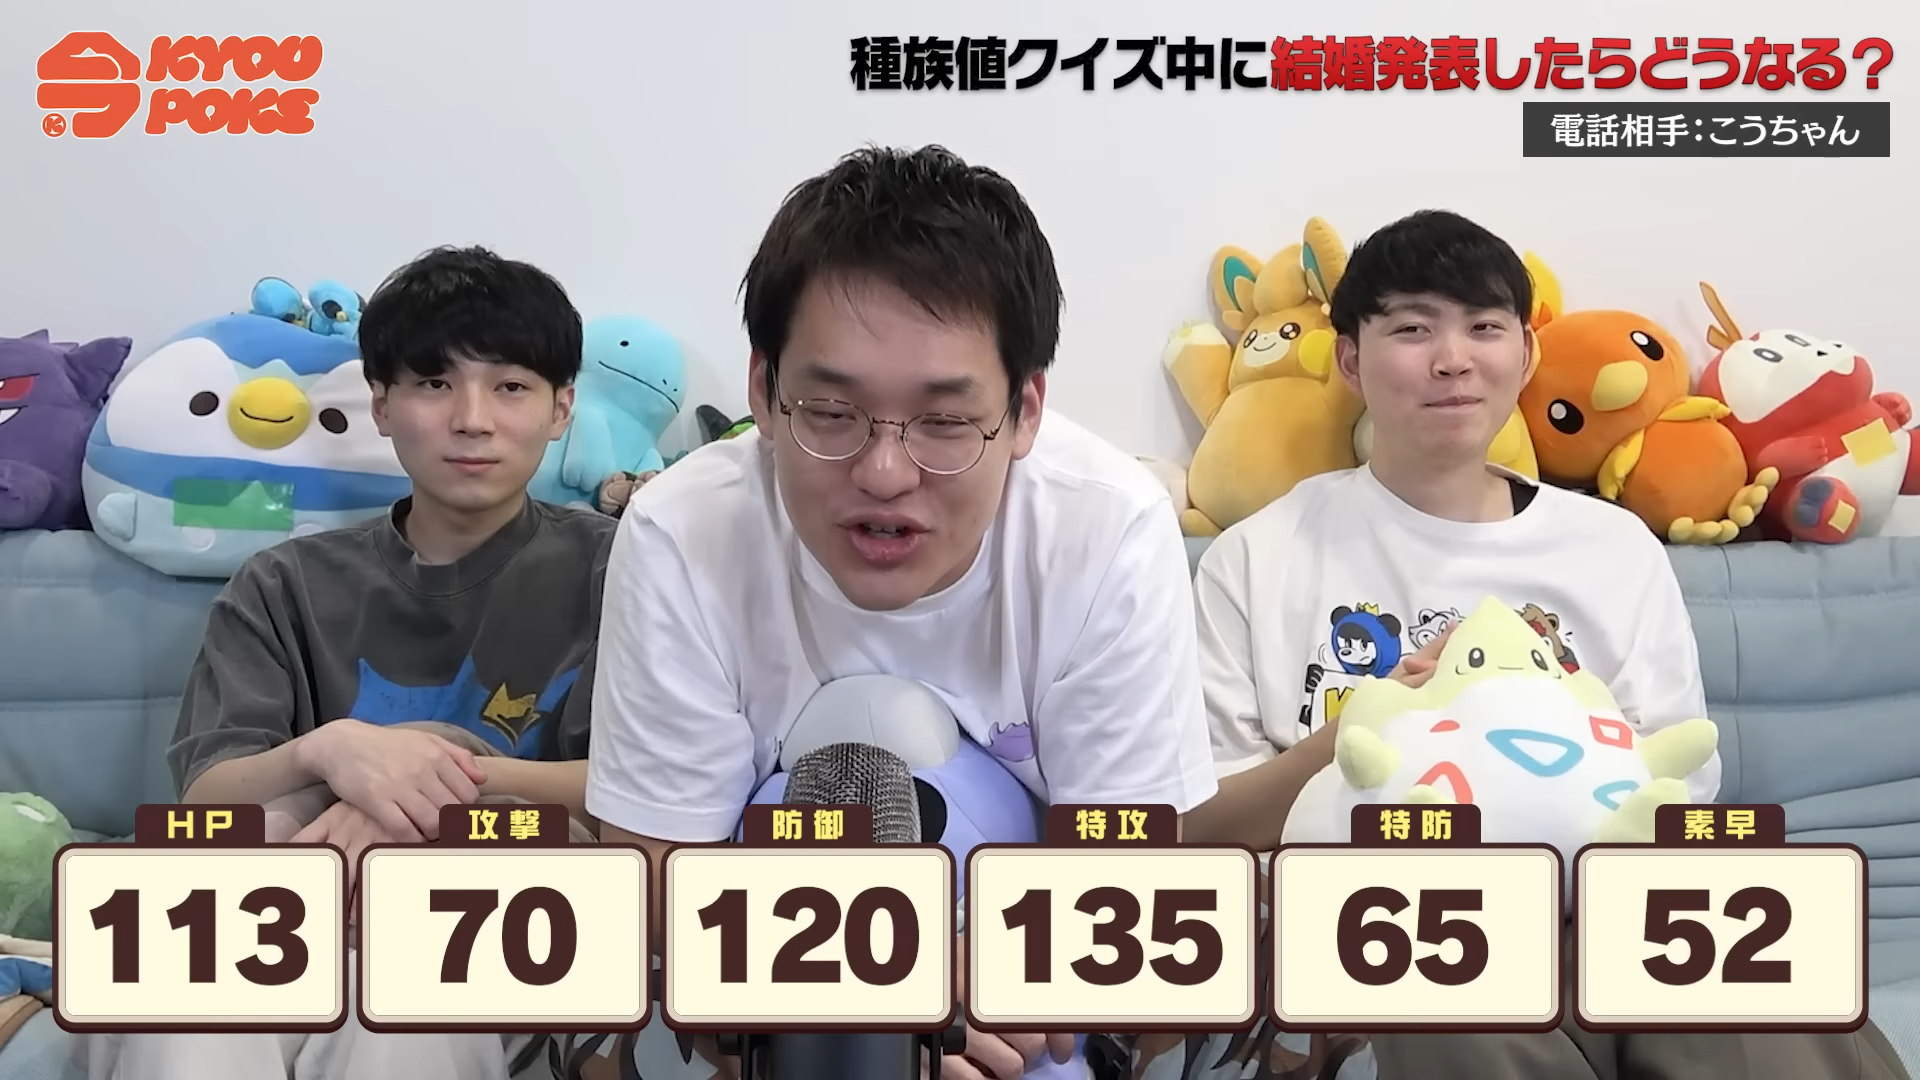 今 KYOU
POKE
K
種族値クイズ中に結婚発表したらどうなる？
電話相手：こうちゃん
HP 攻撃 防御 特攻 特防 素早
113 70 120 135 65 52